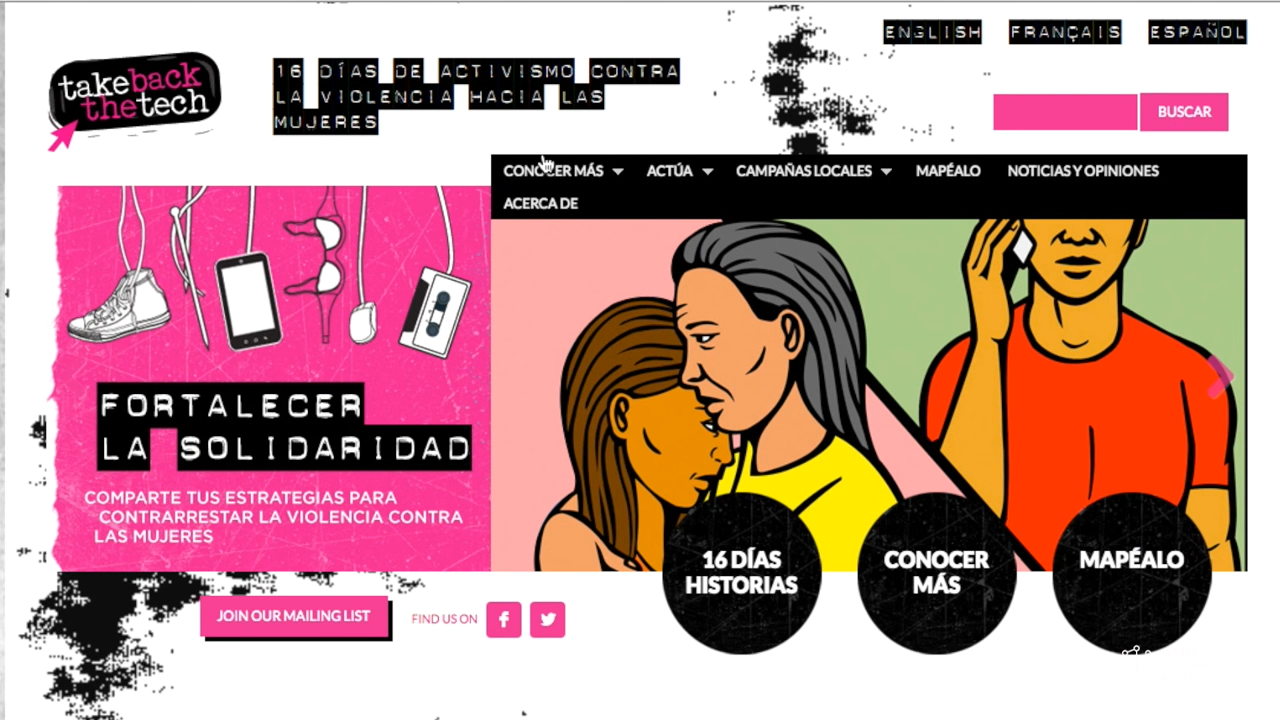 ENGLISH FRANÇAIS ESPAÑOL
takeback
thetech
16 DÍAS DE ACTIVISMO CONTRA
LA VIOLENCIA HACIA LAS
MUJERES
BUSCAR
CONOCER MÁS ACTÚA CAMPAÑAS LOCALES MAPÉALO NOTICIAS Y OPINIONES
ACERCA DE
FORTALECER
LA SOLIDARIDAD
COMPARTE TUS ESTRATEGIAS PARA
CONTRARRESTAR LA VIOLENCIA CONTRA
LAS MUJERES
16 DÍAS
HISTORIAS
CONOCER
MÁS
MAPÉALO
JOIN OUR MAILING LIST
FIND US ON